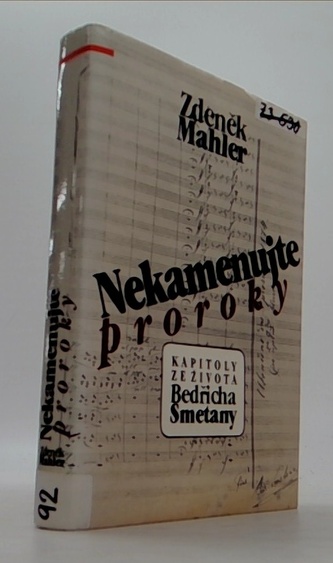 Zdeněk
Mahler
Nekamenujte
proroky
KAPITOLY
ZE ŽIVOTA
Bedřicha
Smetany
Nekamenujte
proroky
92